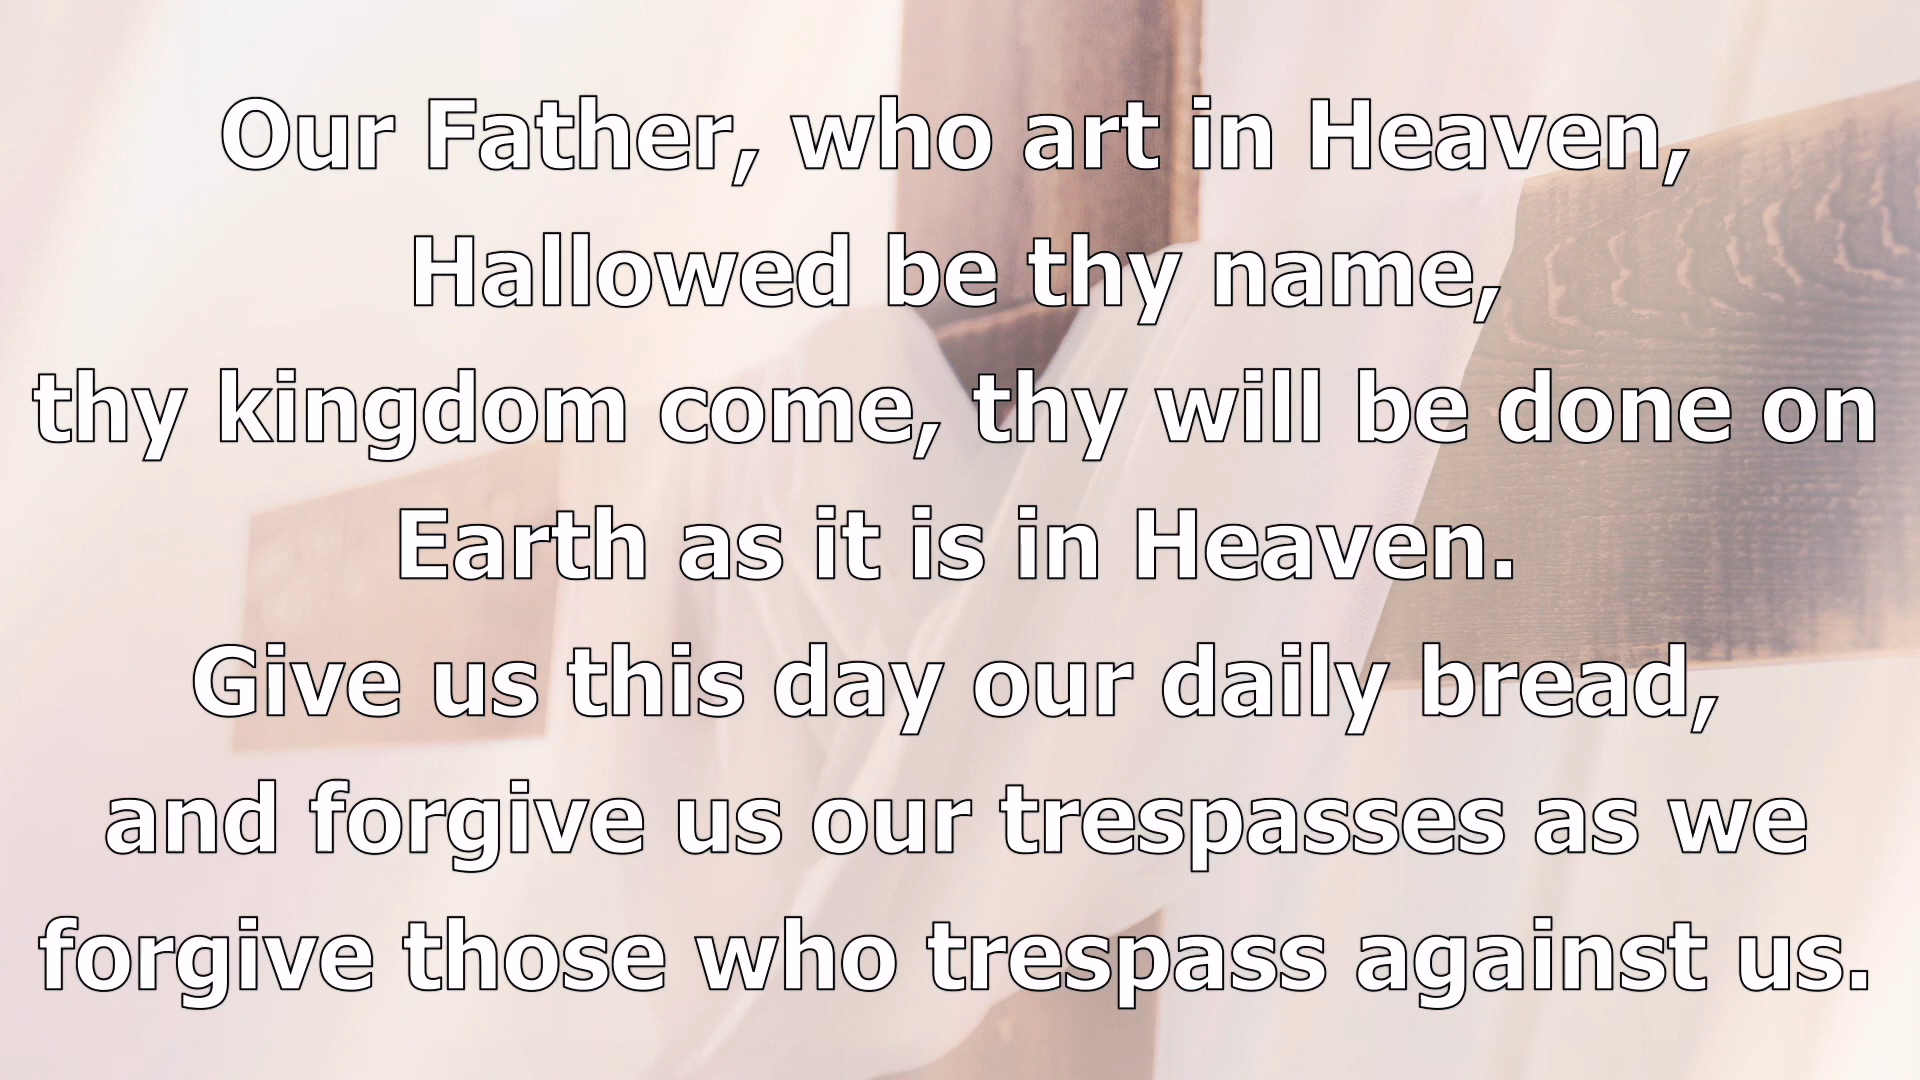 Our Father, who art in Heaven,
Hallowed be thy name,
thy kingdom come, thy will be done on
Earth as it is in Heaven.
Give us this day our daily bread,
and forgive us our trespasses as we
forgive those who trespass against us.